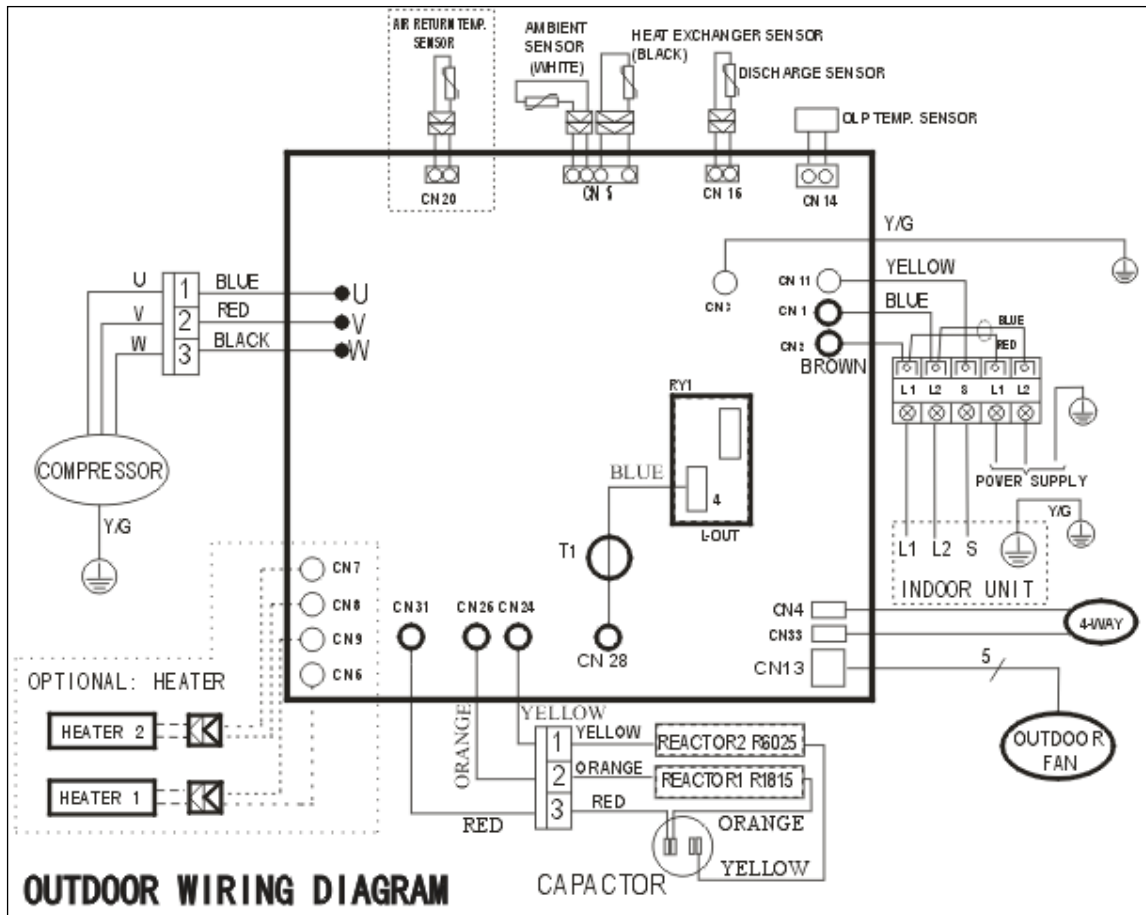 AIR RETURN TEMP.
SENSOR
AMBIENT
SENSOR
(WHITE)
HEAT EXCHANGER SENSOR
(BLACK)
DISCHARGE SENSOR
OLP TEMP. SENSOR
CN 20
CN 16
CN 14
Y/G
YELLOW
CN 11
BLUE
CN 1
CN 2
BROWN
BLUE
RED
L1 L2 S L1 L2
POWER SUPPLY
Y/G
L1 L2 S
INDOOR UNIT
U
V
W
1
2
3
BLUE
RED
BLACK
U
V
W
COMPRESSOR
Y/G
RY1
BLUE
4
L-OUT
T1
CN 28
CN7
CN8
CN9
CN6
CN31
CN26
CN24
CN4
CN33
CN13
4-WAY
5
OUTDOOR
FAN
OPTIONAL: HEATER
HEATER 2
HEATER 1
ORANGE
YELLOW
RED
1
2
3
YELLOW
ORANGE
RED
REACTOR2 R6025
REACTOR1 R1815
ORANGE
YELLOW
CAPACTOR
OUTDOOR WIRING DIAGRAM